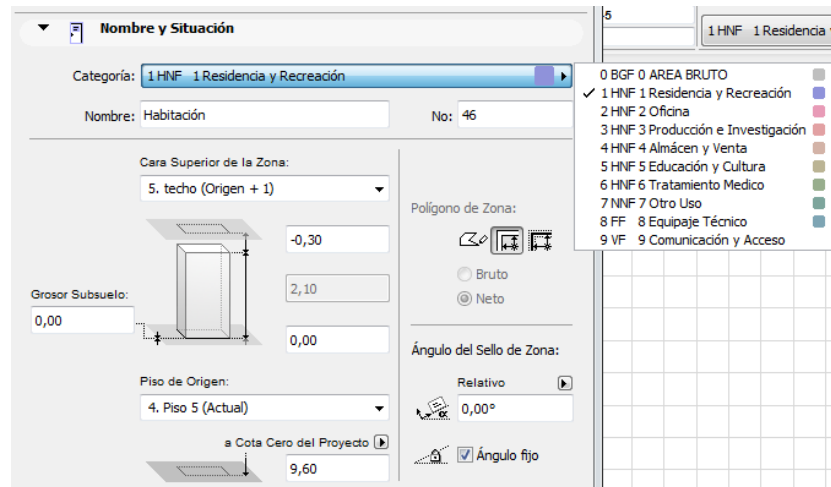 Nombre y Situación
-5
1 HNF 1 Residencia y
Categoría: 1 HNF 1 Residencia y Recreación
0 BGF 0 AREA BRUTO
1 HNF 1 Residencia y Recreación
2 HNF 2 Oficina
3 HNF 3 Producción e Investigación
4 HNF 4 Almácen y Venta
5 HNF 5 Educación y Cultura
6 HNF 6 Tratamiento Medico
7 NNF 7 Otro Uso
8 FF 8 Equipaje Técnico
9 VF 9 Comunicación y Acceso
Nombre: Habitación No: 46
Cara Superior de la Zona:
5. techo (Origen + 1)
-0,30
2,10
Grosor Subsuelo:
0,00
0,00
Piso de Origen:
4. Piso 5 (Actual)
a Cota Cero del Proyecto
9,60
Polígono de Zona:
Bruto
Neto
Ángulo del Sello de Zona:
Relativo
α 0,00°
Ángulo fijo